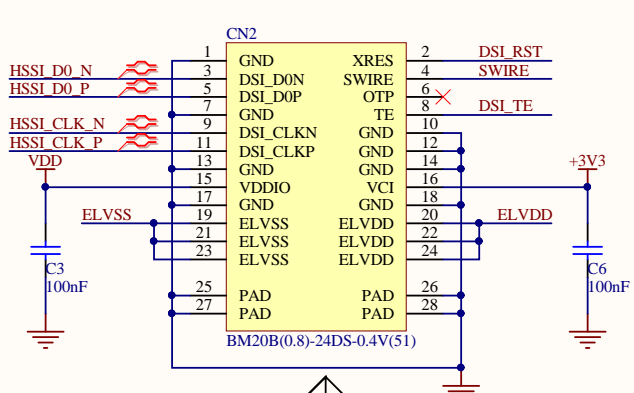 CN2
1 GND XRES 2 DSI_RST
HSSI_D0_N 3 DSI_D0N SWIRE 4 SWIRE
HSSI_D0_P 5 DSI_D0P OTP 6
7 GND TE 8 DSI_TE
HSSI_CLK_N 9 DSI_CLKN GND 10
HSSI_CLK_P 11 DSI_CLKP GND 12
VDD 13 GND GND 14 +3V3
15 VDDIO VCI 16
17 GND GND 18
ELVSS 19 ELVSS ELVDD 20 ELVDD
21 ELVSS ELVDD 22
23 ELVSS ELVDD 24
C3 C6
100nF 100nF
25 PAD PAD 26
27 PAD PAD 28
BM20B(0.8)-24DS-0.4V(51)